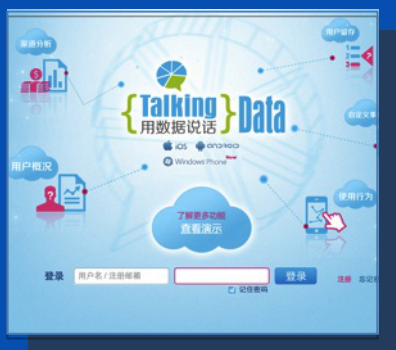 渠道分析
用户留存
{Talking}Data
用数据说话
iOS android
Windows Phone
自定义事
用户概况
使用行为
了解更多功能
查看演示
登录 用户名/注册邮箱 登录 注册 忘记
记住密码